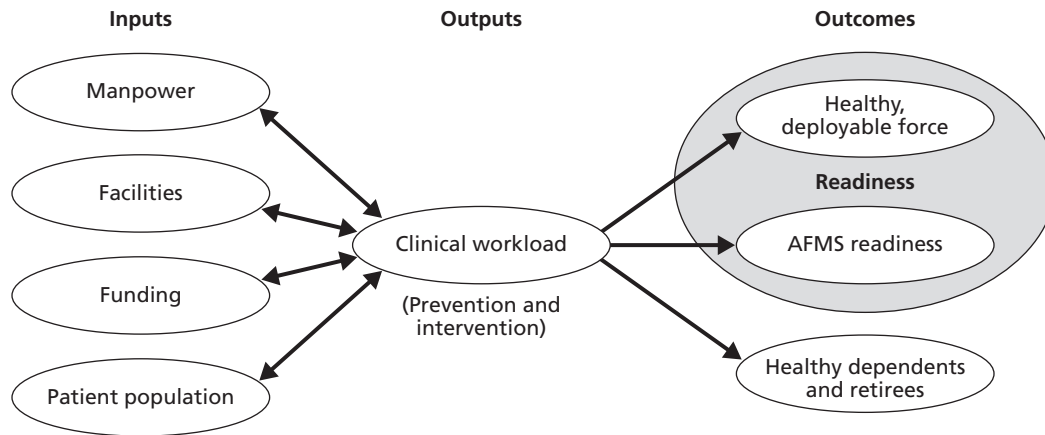 Inputs
Manpower
Facilities
Funding
Patient population
Outputs
Clinical workload
(Prevention and
intervention)
Outcomes
Healthy,
deployable force
Readiness
AFMS readiness
Healthy dependents
and retirees